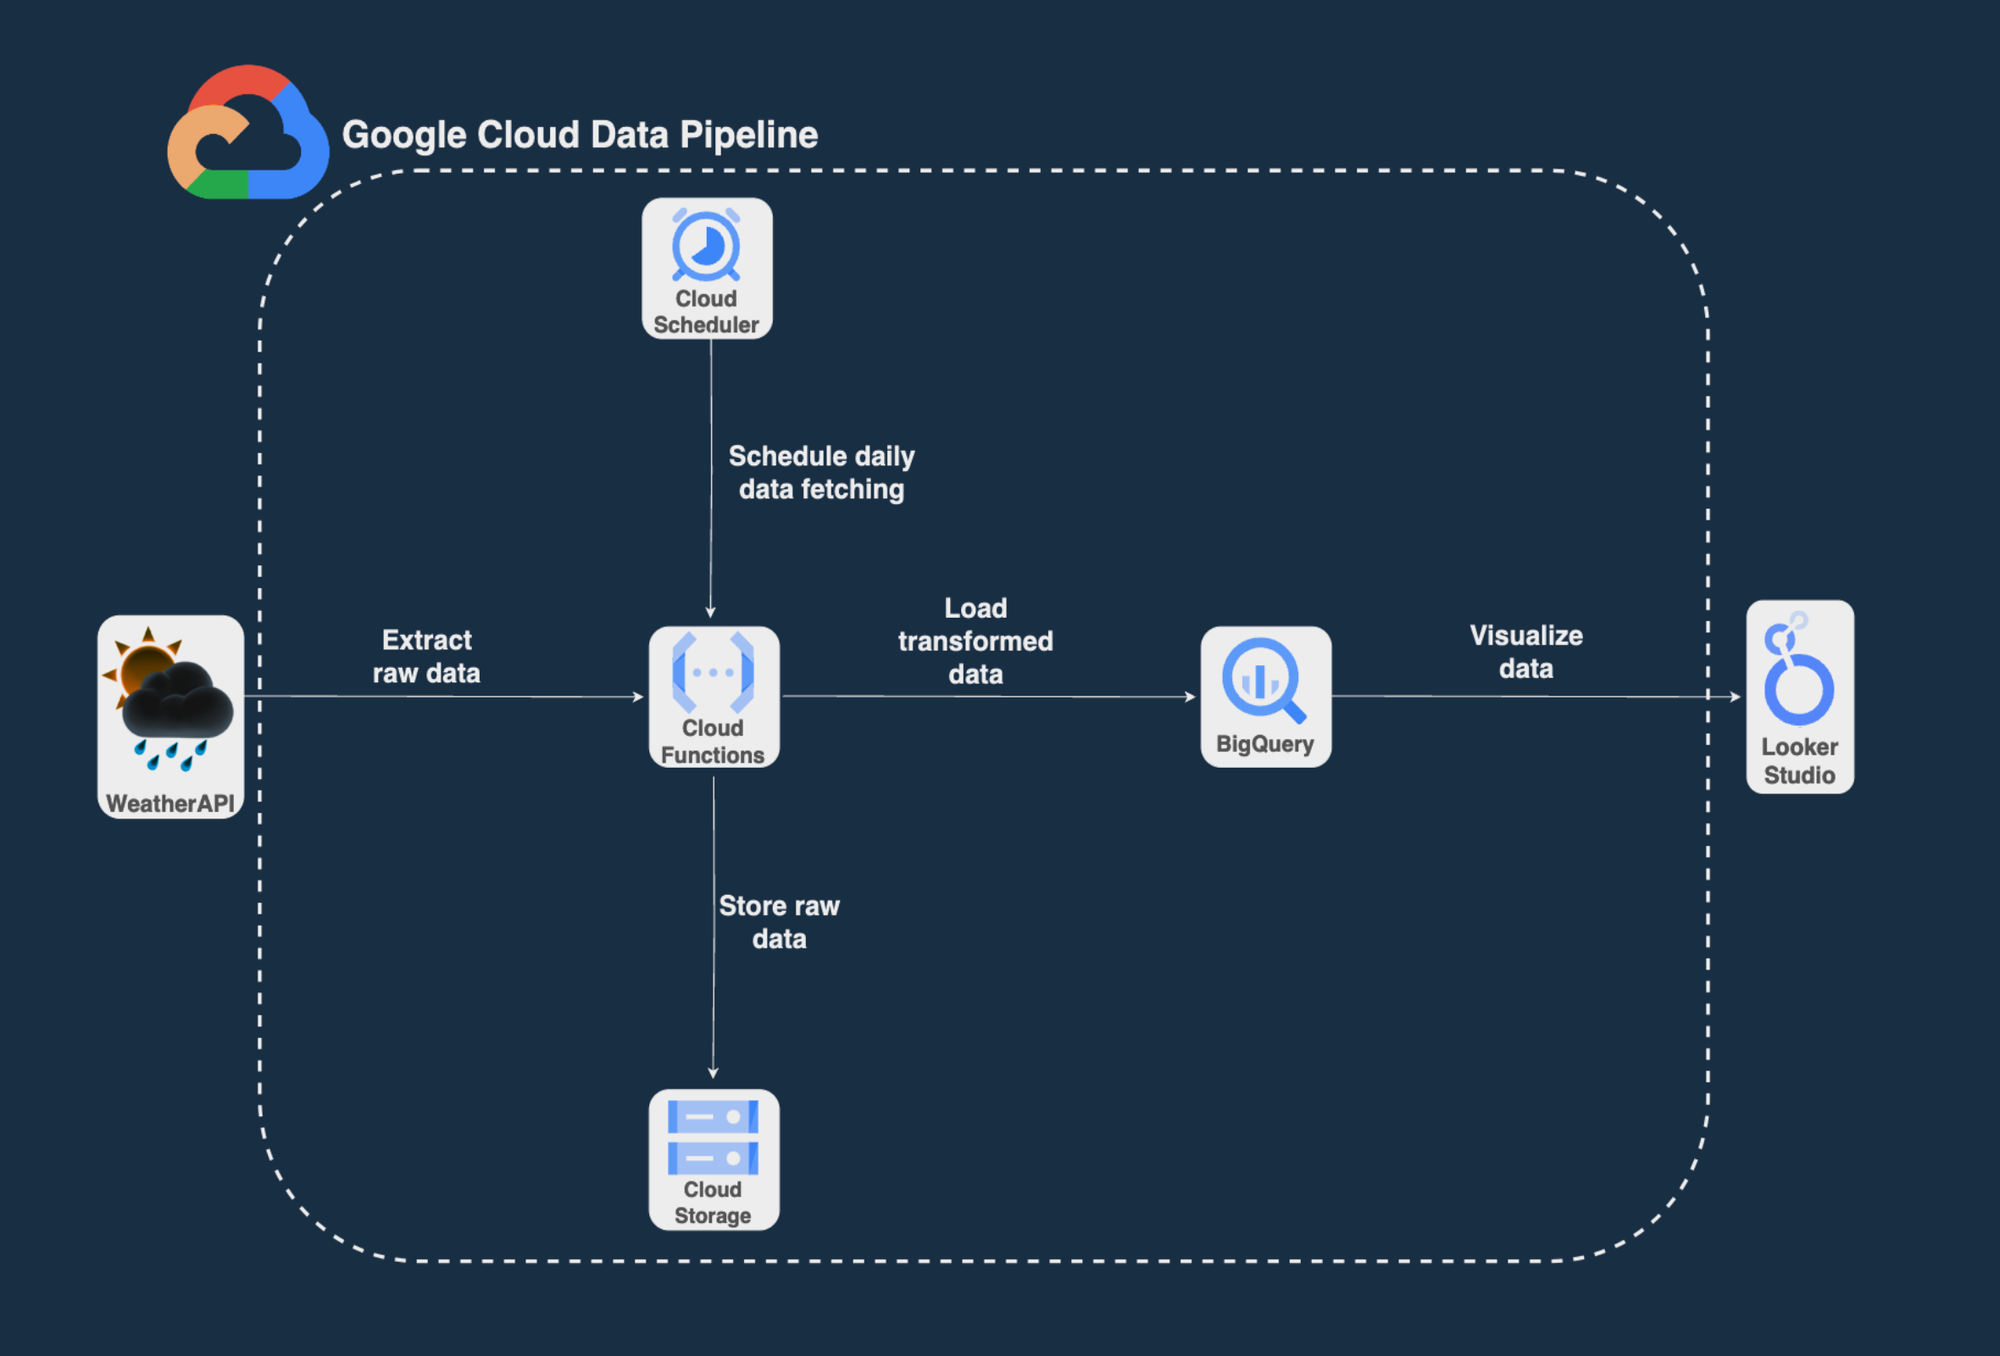 Google Cloud Data Pipeline
Cloud
Scheduler
Schedule daily
data fetching
WeatherAPI
Extract
raw data
Cloud
Functions
Load
transformed
data
BigQuery
Visualize
data
Looker
Studio
Store raw
data
Cloud
Storage